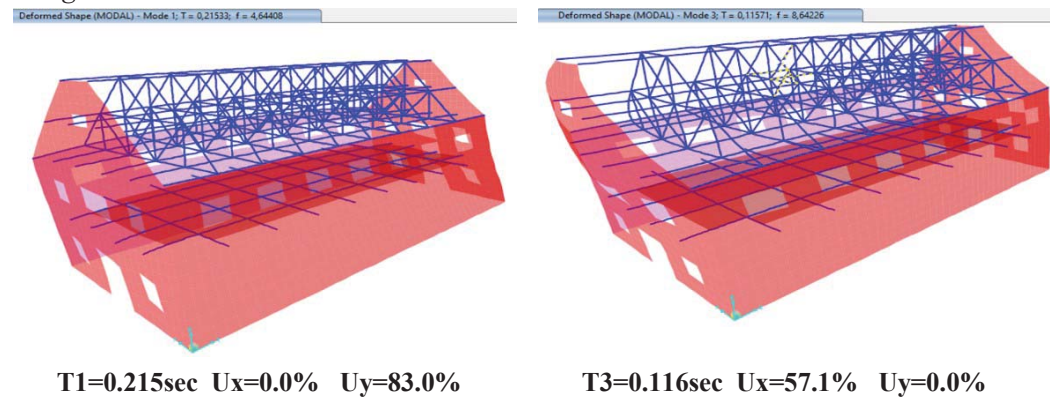 Deformed Shape (MODAL) - Mode 1; T = 0,21533; f = 4,64408
Deformed Shape (MODAL) - Mode 3; T = 0,11571; f = 8,64226
T1=0.215sec Ux=0.0% Uy=83.0%
T3=0.116sec Ux=57.1% Uy=0.0%